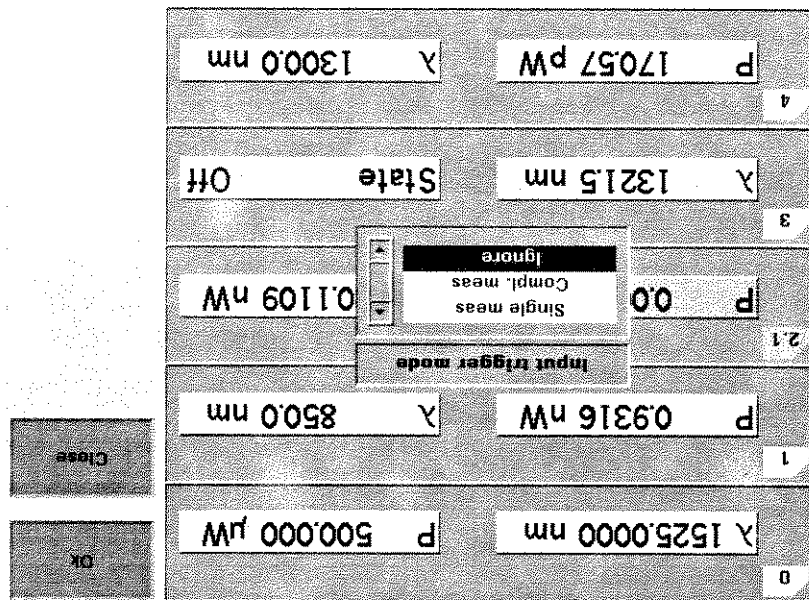 0
λ 1525.0000 nm
P 500.000 µW
Ok
1
P 0.9316 nW
λ 850.0 nm
Close
2.1
P 0.0
0.1109 nW
Input trigger mode
Single meas
Compl. meas
Ignore
3
λ 1321.5 nm
State Off
4
P 170.57 pW
λ 1300.0 nm